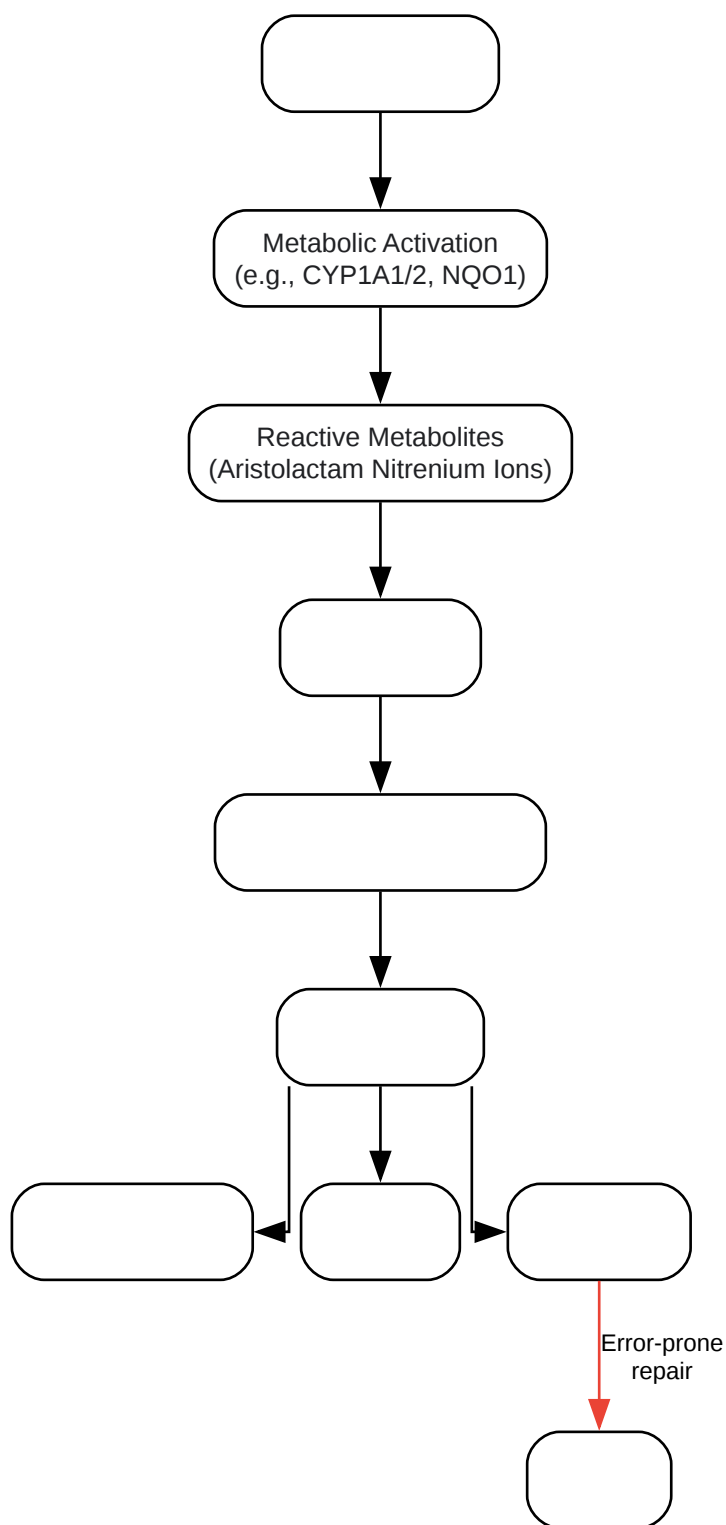 Metabolic Activation
(e.g., CYP1A1/2, NQO1)
Reactive Metabolites
(Aristolactam Nitrenium Ions)
Error-prone
repair